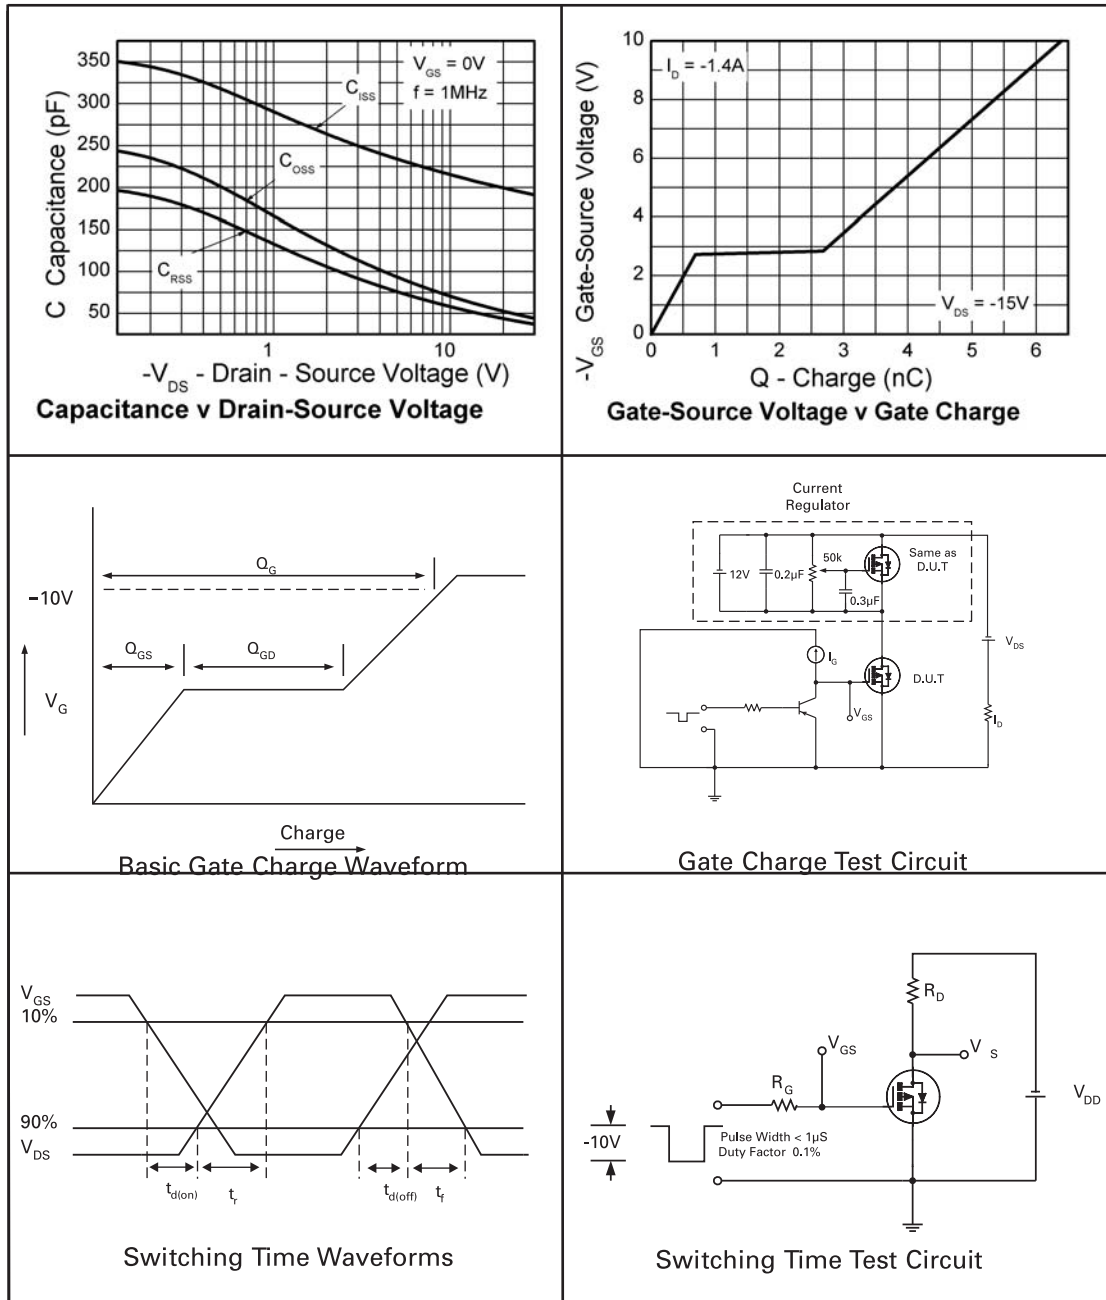 350
300
250
200
150
100
50
C Capacitance (pF)
V_GS = 0V
f = 1MHz
C_ISS
C_OSS
C_RSS
1
10
-V_DS - Drain - Source Voltage (V)
Capacitance v Drain-Source Voltage
10
8
6
4
2
0
-V_GS Gate-Source Voltage (V)
I_D = -1.4A
V_DS = -15V
0
1
2
3
4
5
6
Q - Charge (nC)
Gate-Source Voltage v Gate Charge
Q_G
-10V
Q_GS
Q_GD
V_G
Charge
Basic Gate Charge Waveform
Current
Regulator
12V
0.2µF
50k
0.3µF
Same as
D.U.T
V_DS
I_G
D.U.T
V_GS
I_D
Gate Charge Test Circuit
V_GS
10%
90%
V_DS
t_d(on)
t_r
t_d(off)
t_f
Switching Time Waveforms
R_D
V_GS
V_S
R_G
V_DD
-10V
Pulse Width < 1µS
Duty Factor 0.1%
Switching Time Test Circuit